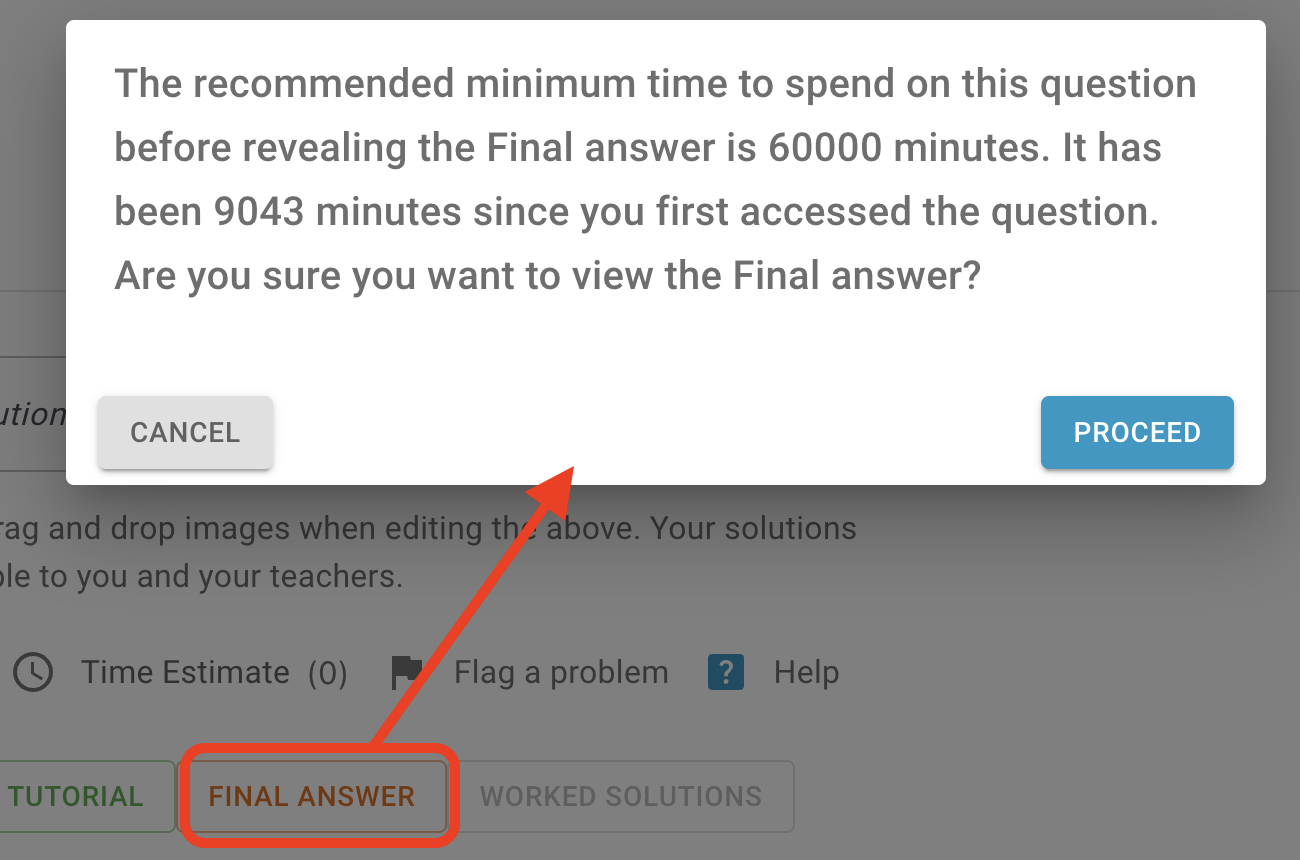 The recommended minimum time to spend on this question
before revealing the Final answer is 60000 minutes. It has
been 9043 minutes since you first accessed the question.
Are you sure you want to view the Final answer?
CANCEL
PROCEED
ution
rag and drop images when editing the above. Your solutions
ble to you and your teachers.
Time Estimate (0) Flag a problem ? Help
TUTORIAL FINAL ANSWER WORKED SOLUTIONS